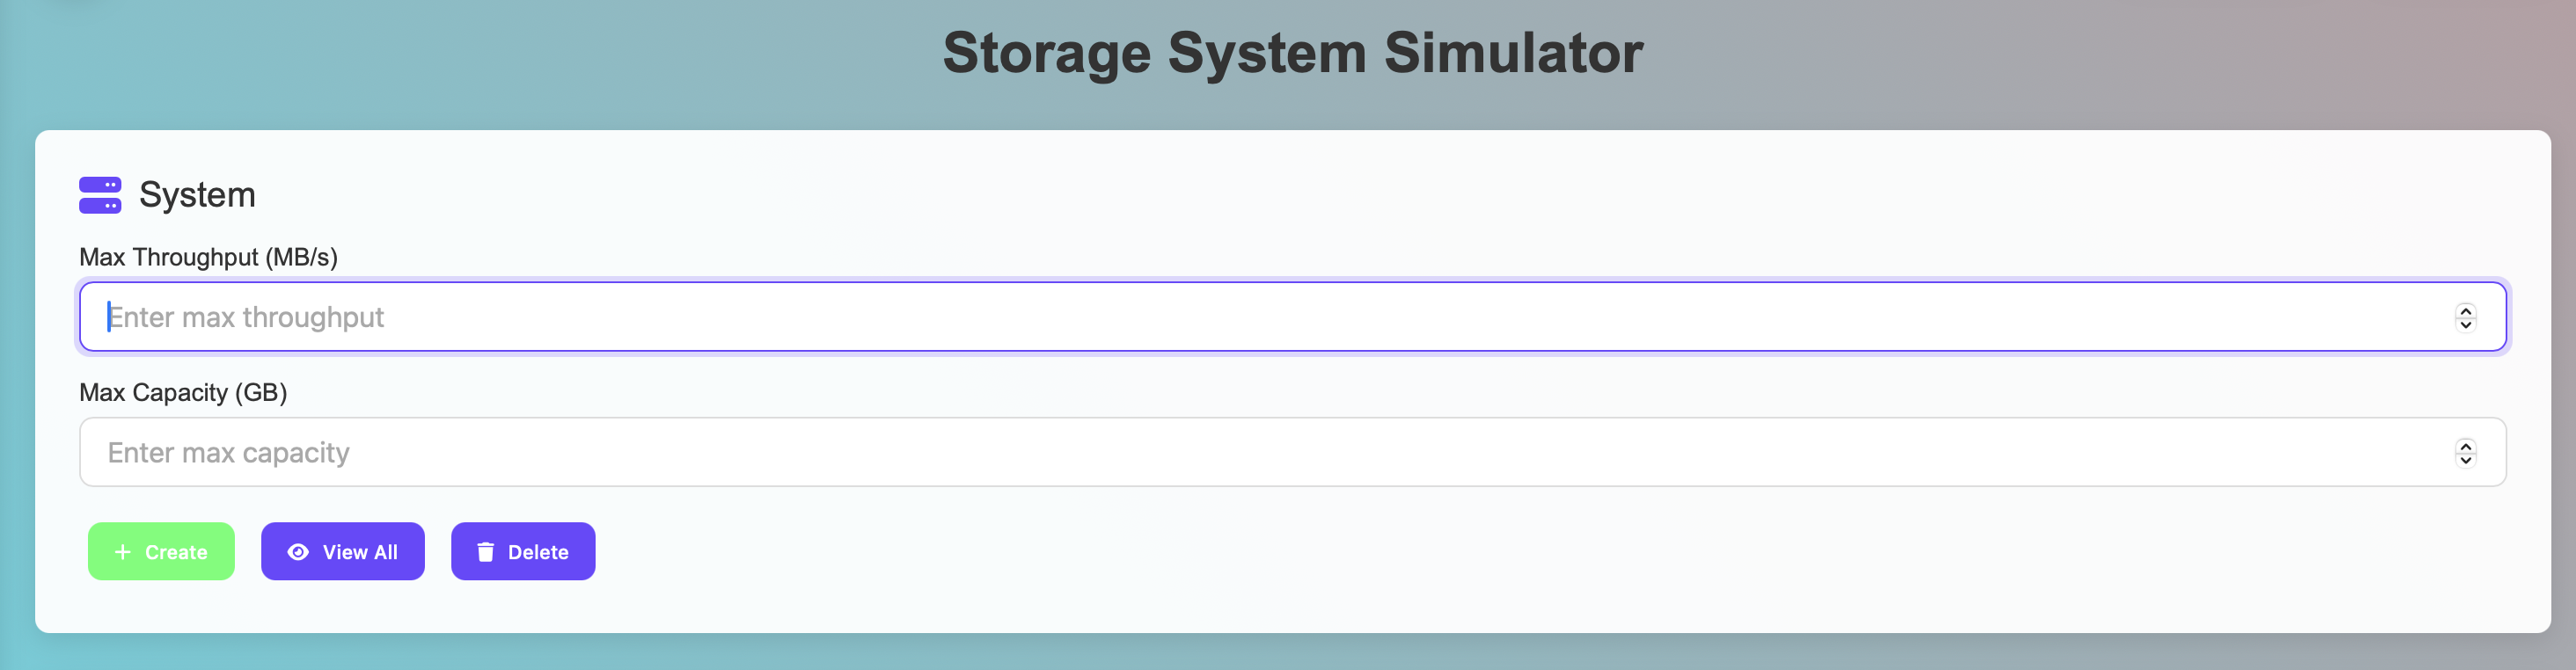 Storage System Simulator
System
Max Throughput (MB/s)
Enter max throughput
Max Capacity (GB)
Enter max capacity
Create View All Delete